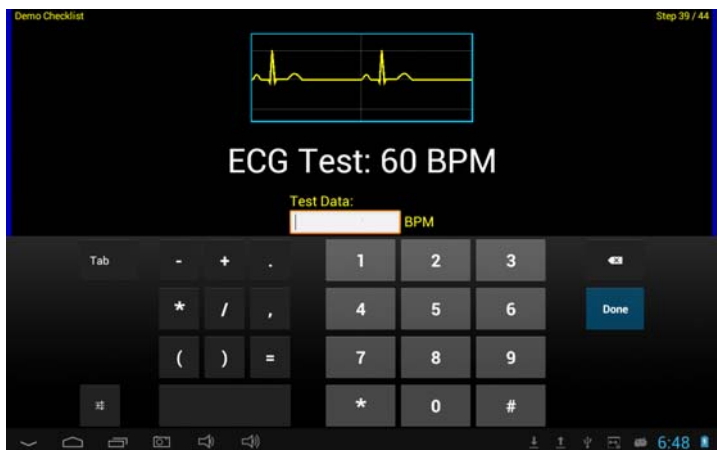 Demo Checklist
Step 39 / 44
ECG Test: 60 BPM
Test Data:
BPM
Tab - + . 1 2 3
* / , 4 5 6 Done
( ) = 7 8 9
* 0 #
6:48